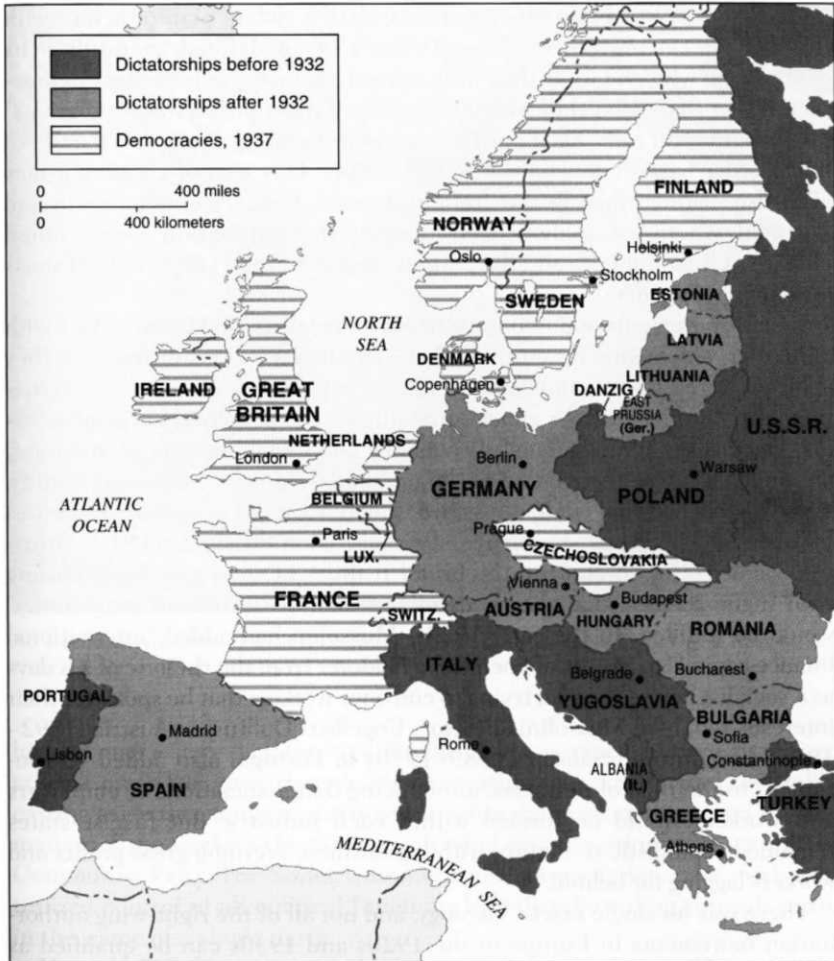 Dictatorships before 1932
Dictatorships after 1932
Democracies, 1937
0 400 miles
400 kilometers
FINLAND
NORWAY
Oslo
Helsinki
Stockholm
SWEDEN
ESTONIA
NORTH
SEA
LATVIA
DENMARK
LITHUANIA
Copenhagen
DANZIG
EAST
PRUSSIA
(Ger.)
IRELAND
GREAT
BRITAIN
U.S.S.R.
NETHERLANDS
London
Berlin
Warsaw
GERMANY
POLAND
BELGIUM
ATLANTIC
OCEAN
Paris
Prague
LUX.
CZECHOSLOVAKIA
Vienna
FRANCE
Budapest
SWITZ.
AUSTRIA
HUNGARY
ROMANIA
ITALY
Belgrade
Bucharest
PORTUGAL
YUGOSLAVIA
Madrid
BULGARIA
Lisbon
Rome
Sofia
Constantinople
ALBANIA
(It.)
SPAIN
GREECE
TURKEY
Athens
MEDITERRANEAN SEA